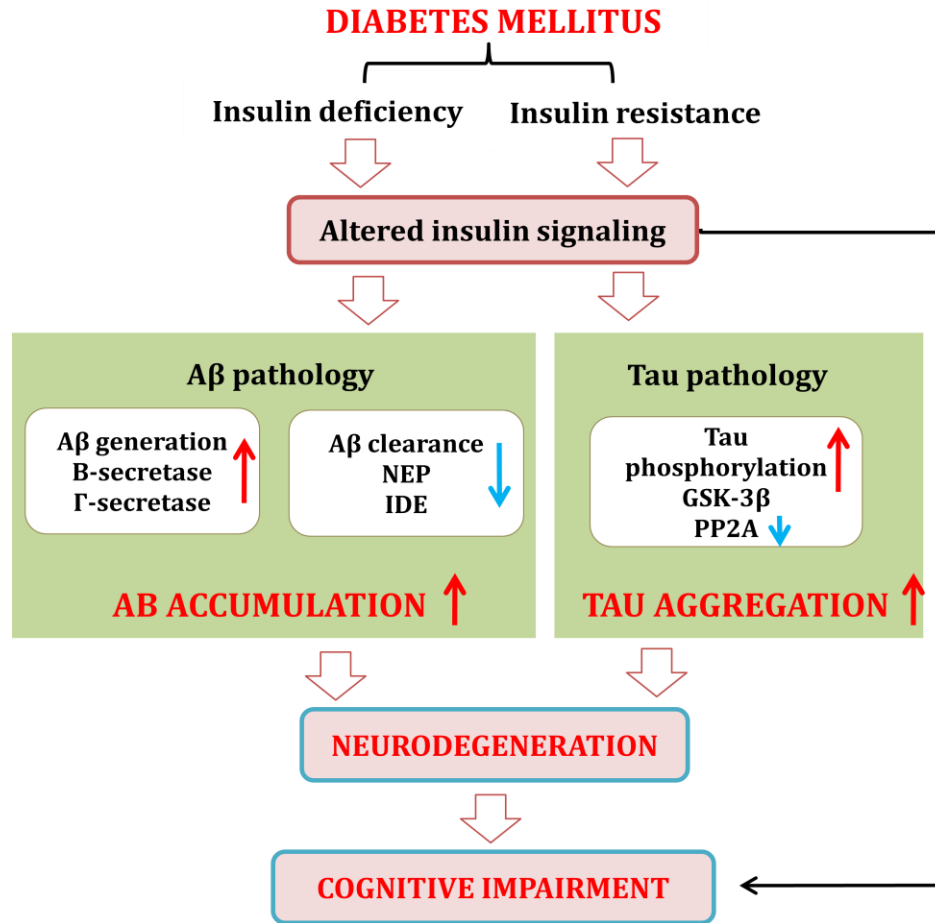 DIABETES MELLITUS
Insulin deficiency
Insulin resistance
Altered insulin signaling
Aβ pathology
Aβ generation
B-secretase
Γ-secretase
Aβ clearance
NEP
IDE
AB ACCUMULATION
Tau pathology
Tau
phosphorylation
GSK-3β
PP2A
TAU AGGREGATION
NEURODEGENERATION
COGNITIVE IMPAIRMENT